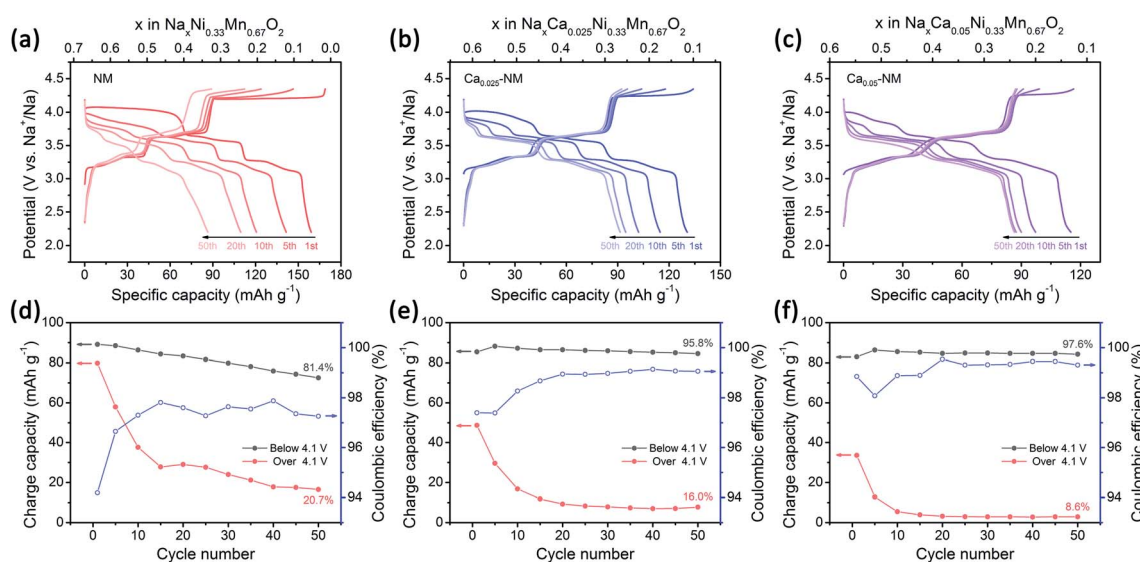 (a)
x in NaxNi0.33Mn0.67O2
0.7 0.6 0.5 0.4 0.3 0.2 0.1 0.0
NM
Potential (V vs. Na+/Na)
4.5
4.0
3.5
3.0
2.5
2.0
50th 20th 10th 5th 1st
0 30 60 90 120 150 180
Specific capacity (mAh g-1)
(b)
x in NaxCa0.025Ni0.33Mn0.67O2
0.6 0.5 0.4 0.3 0.2 0.1
Ca0.025-NM
Potential (V vs. Na+/Na)
4.5
4.0
3.5
3.0
2.5
2.0
50th 20th 10th 5th 1st
0 30 60 90 120 150
Specific capacity (mAh g-1)
(c)
x in NaxCa0.05Ni0.33Mn0.67O2
0.6 0.5 0.4 0.3 0.2 0.1
Ca0.05-NM
Potential (V vs. Na+/Na)
4.5
4.0
3.5
3.0
2.5
2.0
50th 20th 10th 5th 1st
0 30 60 90 120
Specific capacity (mAh g-1)
(d)
Charge capacity (mAh g-1)
100
80
60
40
20
0
81.4%
Below 4.1 V
Over 4.1 V
20.7%
100
98
96
94
Coulombic efficiency (%)
0 10 20 30 40 50
Cycle number
(e)
Charge capacity (mAh g-1)
100
80
60
40
20
0
95.8%
Below 4.1 V
Over 4.1 V
16.0%
100
98
96
94
Coulombic efficiency (%)
0 10 20 30 40 50
Cycle number
(f)
Charge capacity (mAh g-1)
100
80
60
40
20
0
97.6%
Below 4.1 V
Over 4.1 V
8.6%
100
98
96
94
Coulombic efficiency (%)
0 10 20 30 40 50
Cycle number